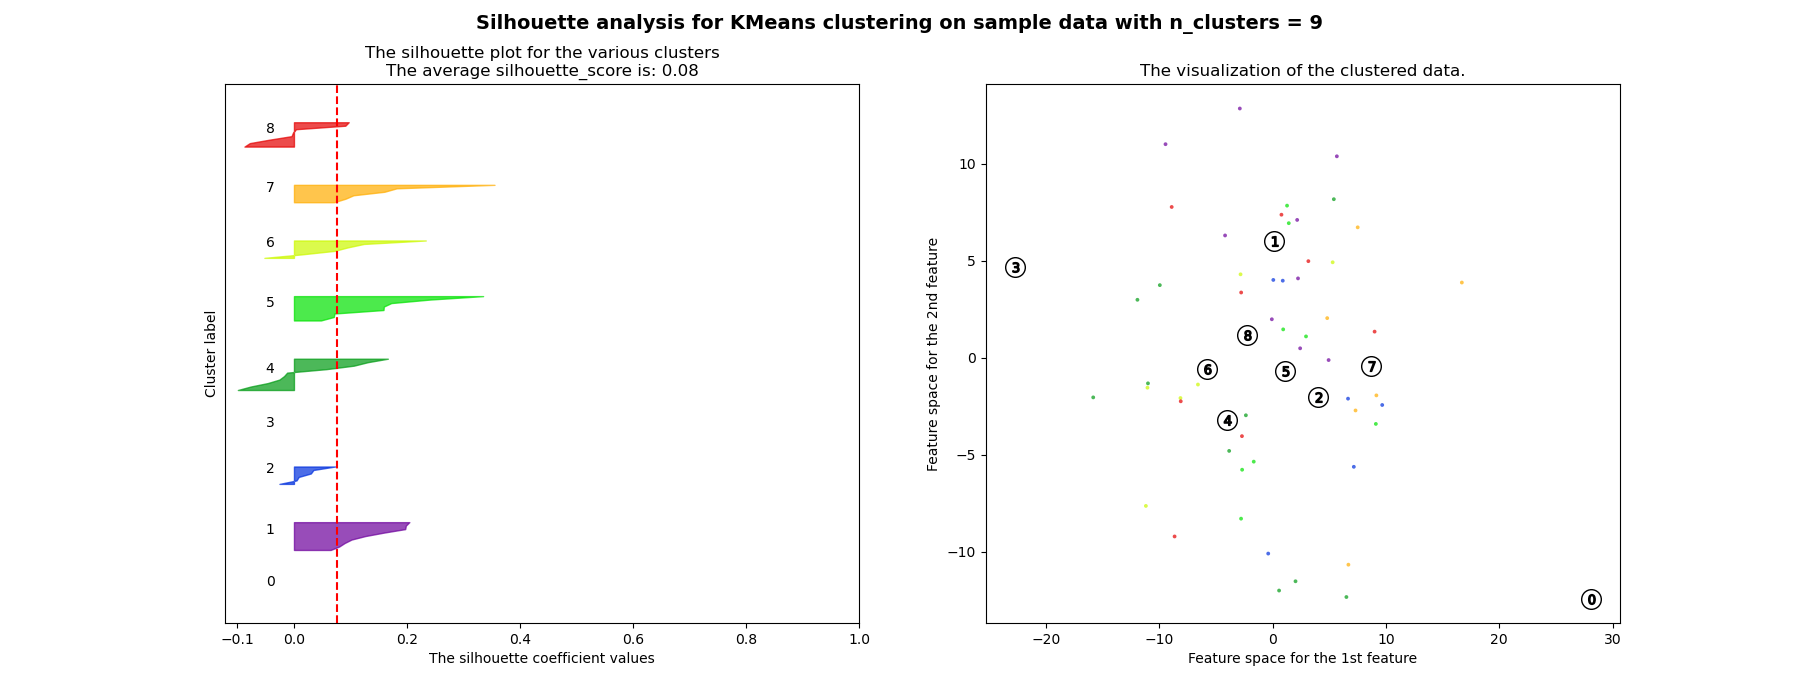 Silhouette analysis for KMeans clustering on sample data with n_clusters = 9
The silhouette plot for the various clusters
The average silhouette_score is: 0.08
8
7
6
5
4
3
2
1
0
Cluster label
−0.1 0.0 0.2 0.4 0.6 0.8 1.0
The silhouette coefficient values
The visualization of the clustered data.
10
5
0
−5
−10
Feature space for the 2nd feature
1
3
8
7
6
5
2
4
0
−20 −10 0 10 20 30
Feature space for the 1st feature